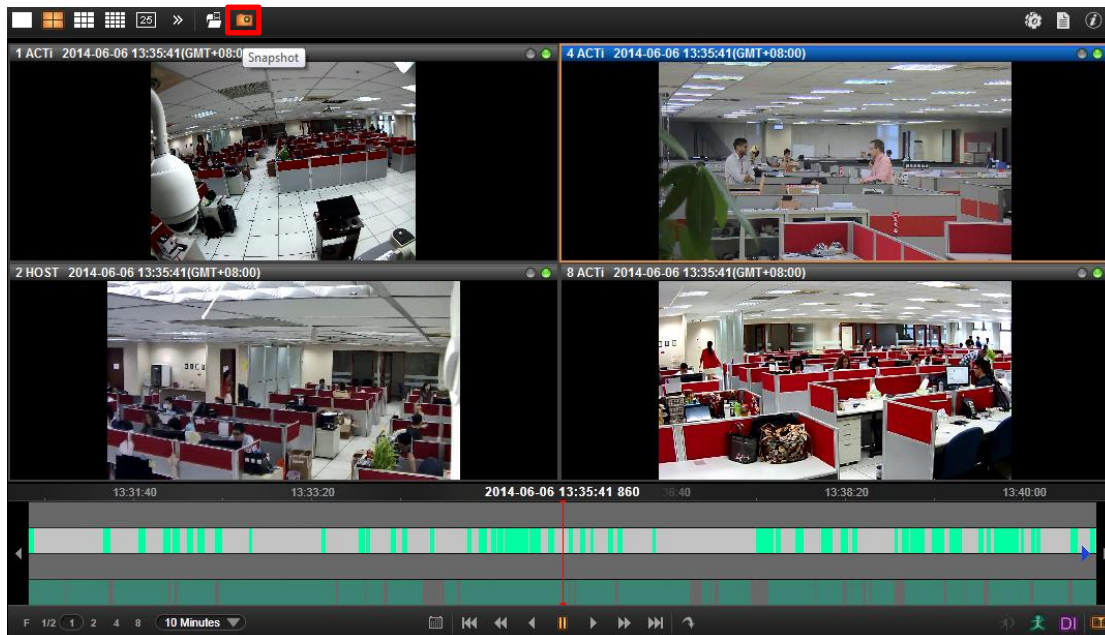 25 »
1 ACTi 2014-06-06 13:35:41(GMT+08:0
Snapshot
4 ACTi 2014-06-06 13:35:41(GMT+08:00)
2 HOST 2014-06-06 13:35:41(GMT+08:00)
8 ACTi 2014-06-06 13:35:41(GMT+08:00)
13:31:40 13:33:20 2014-06-06 13:35:41 860 36:40 13:38:20 13:40:00
F 1/2 1 2 4 8 10 Minutes DI